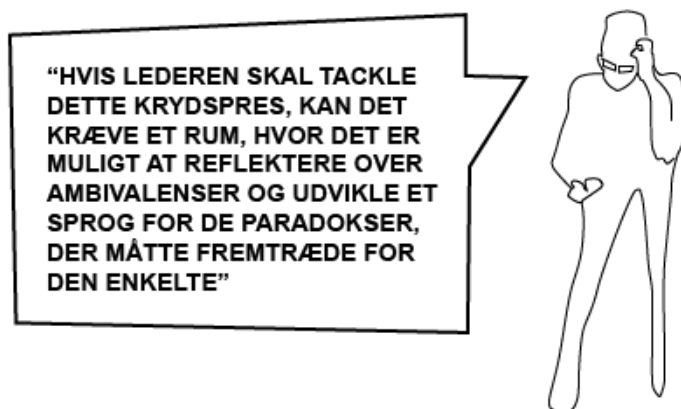 “HVIS LEDEREN SKAL TACKLE
DETTE KRYDSPRES, KAN DET
KRÆVE ET RUM, HVOR DET ER
MULIGT AT REFLEKTERE OVER
AMBIVALENSER OG UDVIKLE ET
SPROG FOR DE PARADOKSER,
DER MÅTTE FREMTRÆDE FOR
DEN ENKELTE”